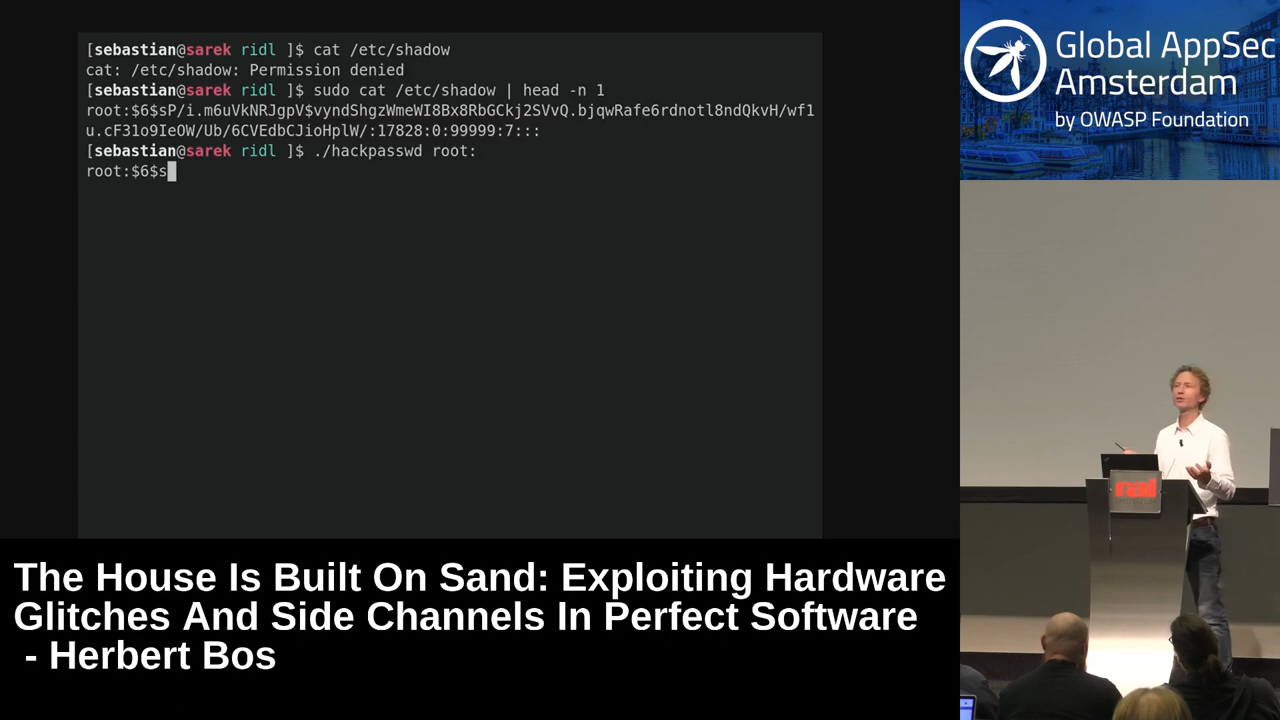 [sebastian@sarek ridl ]$ cat /etc/shadow
cat: /etc/shadow: Permission denied
[sebastian@sarek ridl ]$ sudo cat /etc/shadow | head -n 1
root:$6$sP/i.m6uVkNRJgpV$vyndShgzWmeWI8Bx8RbGCkj2SVvQ.bjqwRafe6rdnotl8ndQkvH/wf1
u.cF31o9IeOW/Ub/6CVEdbCJioHplW/:17828:0:99999:7:::
[sebastian@sarek ridl ]$ ./hackpasswd root:
root:$6$s
Global AppSec
Amsterdam
by OWASP Foundation
rai
The House Is Built On Sand: Exploiting Hardware
Glitches And Side Channels In Perfect Software
- Herbert Bos